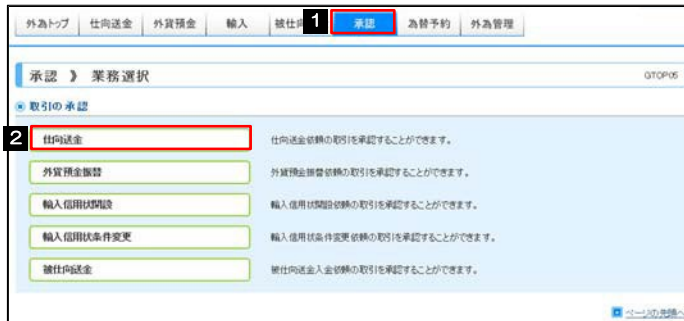 外為トップ 仕向送金 外貨預金 輸入 被仕向 1 承認 為替予約 外為管理
承認 》 業務選択 GTOP05
取引の承認
2 仕向送金 仕向送金依頼の取引を承認することができます。
外貨預金振替 外貨預金振替依頼の取引を承認することができます。
輸入信用状開設 輸入信用状開設依頼の取引を承認することができます。
輸入信用状条件変更 輸入信用状条件変更依頼の取引を承認することができます。
被仕向送金 被仕向送金入金依頼の取引を承認することができます。
ページの先頭へ